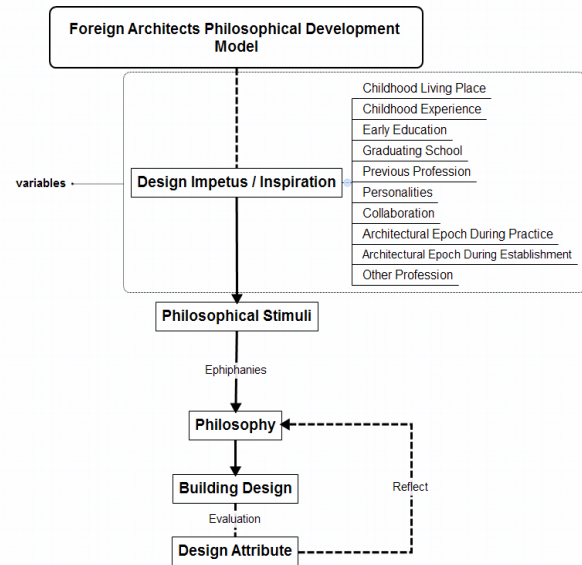 Foreign Architects Philosophical Development
Model
Childhood Living Place
Childhood Experience
Early Education
Graduating School
Previous Profession
variables
Design Impetus / Inspiration
Personalities
Collaboration
Architectural Epoch During Practice
Architectural Epoch During Establishment
Other Profession
Philosophical Stimuli
Ephiphanies
Philosophy
Building Design
Reflect
Evaluation
Design Attribute